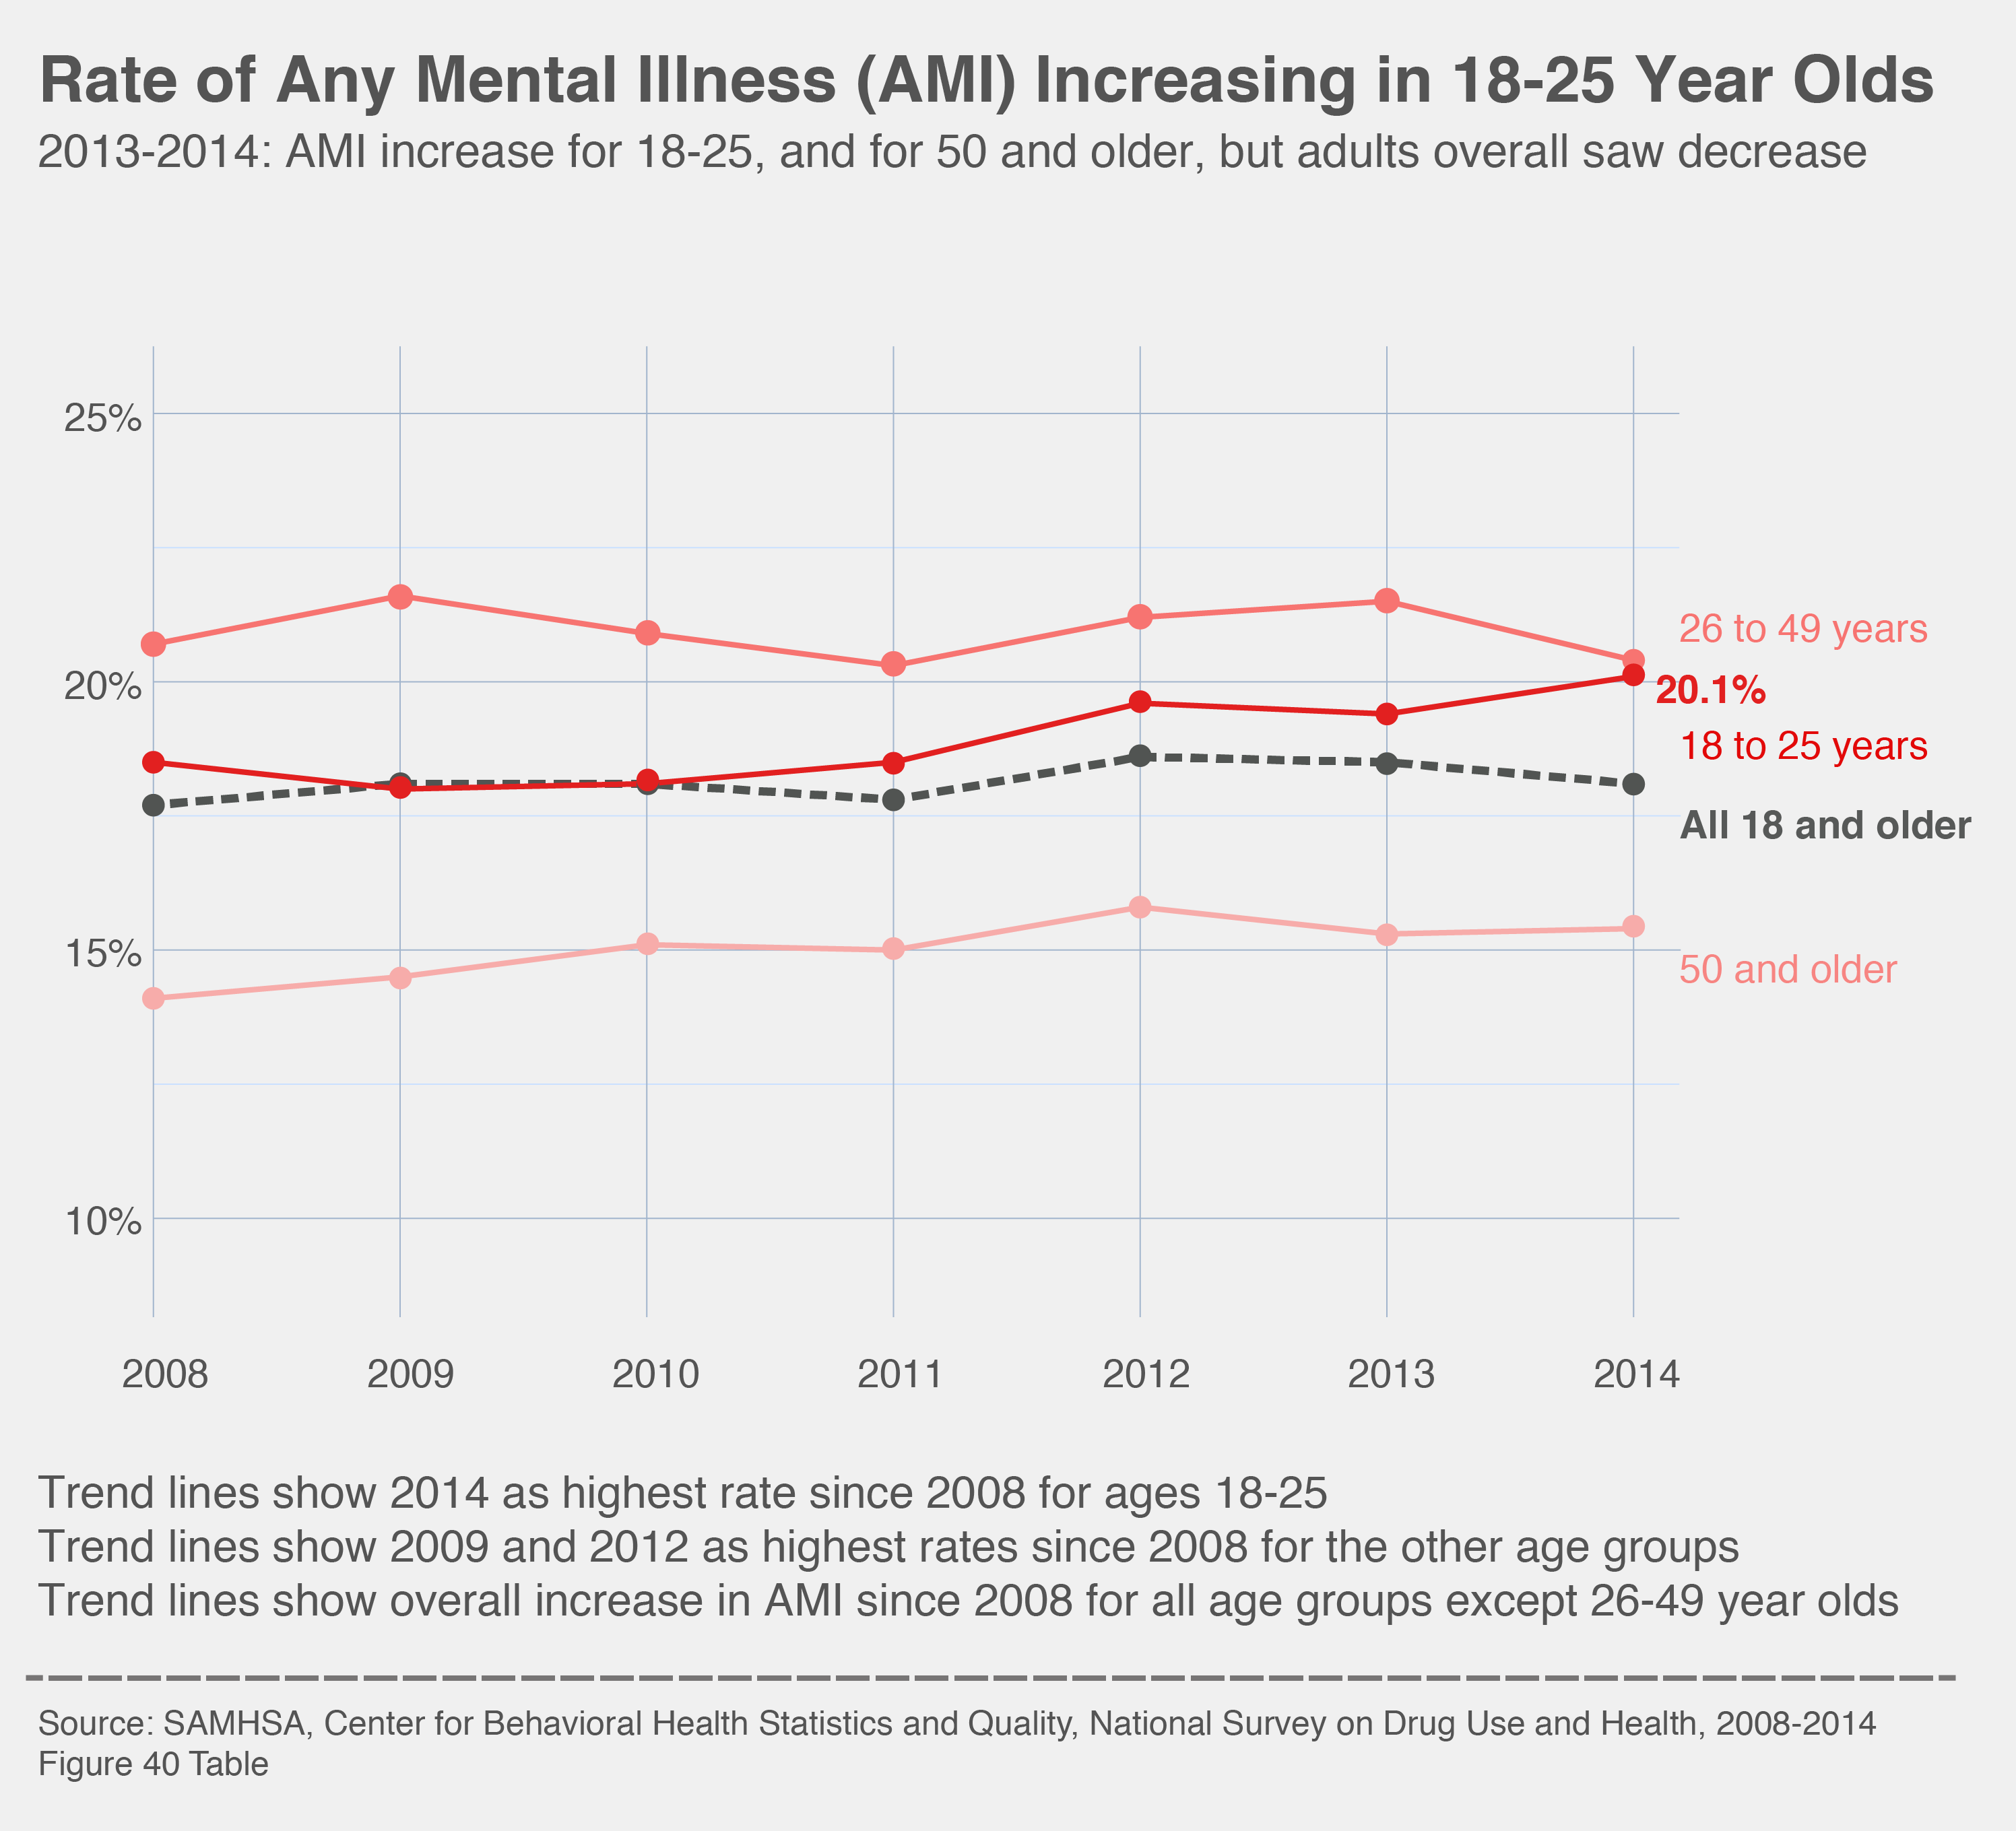 Rate of Any Mental Illness (AMI) Increasing in 18-25 Year Olds
2013-2014: AMI increase for 18-25, and for 50 and older, but adults overall saw decrease
25%
26 to 49 years
20%
20.1%
18 to 25 years
All 18 and older
15%
50 and older
10%
2008 2009 2010 2011 2012 2013 2014
Trend lines show 2014 as highest rate since 2008 for ages 18-25
Trend lines show 2009 and 2012 as highest rates since 2008 for the other age groups
Trend lines show overall increase in AMI since 2008 for all age groups except 26-49 year olds
Source: SAMHSA, Center for Behavioral Health Statistics and Quality, National Survey on Drug Use and Health, 2008-2014
Figure 40 Table